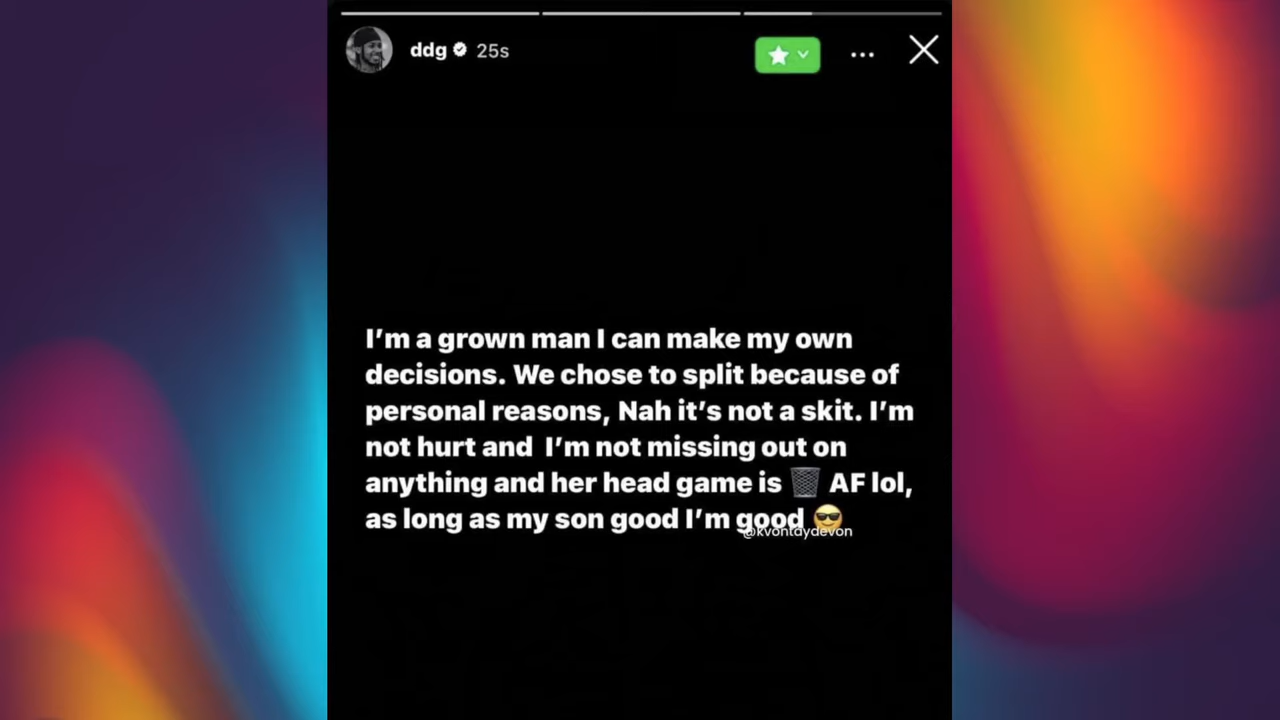 ddg 25s
I’m a grown man I can make my own
decisions. We chose to split because of
personal reasons, Nah it’s not a skit. I’m
not hurt and  I’m not missing out on
anything and her head game is 🗑️ AF lol,
as long as my son good I’m good 😎
@kvontaydevon